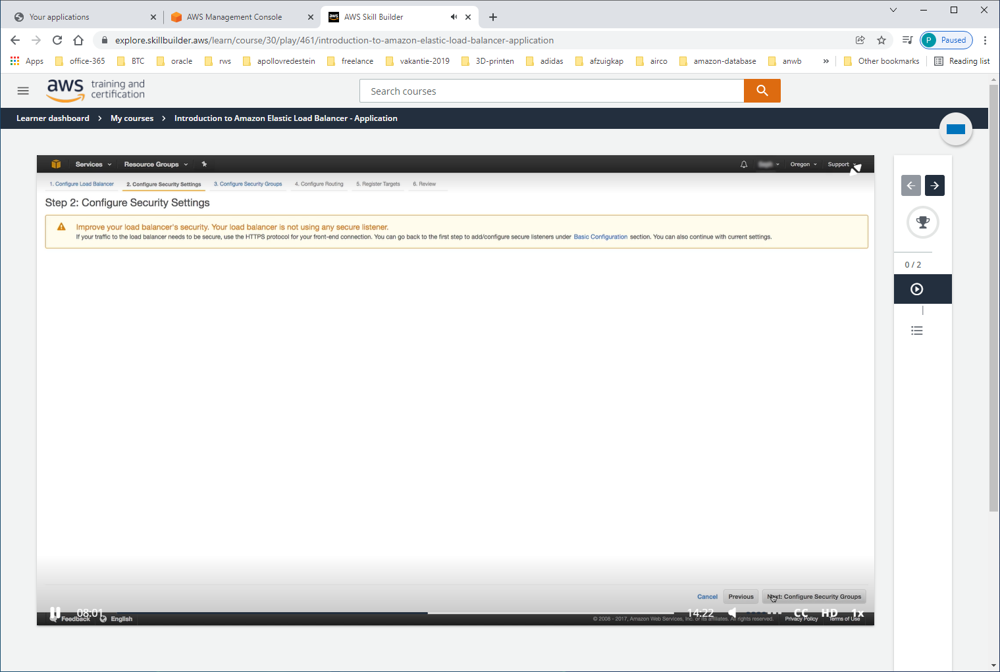 Your applications
AWS Management Console
aws AWS Skill Builder
explore.skillbuilder.aws/learn/course/30/play/461/introduction-to-amazon-elastic-load-balancer-application
P Paused
Apps office-365 BTC oracle rws apollovredestein freelance vakantie-2019 3D-printen adidas afzuigkap airco amazon-database anwb » Other bookmarks Reading list
aws training and
certification
Search courses
Learner dashboard > My courses > Introduction to Amazon Elastic Load Balancer - Application
Services Resource Groups Oregon Support
1. Configure Load Balancer 2. Configure Security Settings 3. Configure Security Groups 4. Configure Routing 5. Register Targets 6. Review
Step 2: Configure Security Settings
Improve your load balancer's security. Your load balancer is not using any secure listener.
If your traffic to the load balancer needs to be secure, use the HTTPS protocol for your front-end connection. You can go back to the first step to add/configure secure listeners under Basic Configuration section. You can also continue with current settings.
0 / 2
Cancel Previous Next: Configure Security Groups
08:01 14:22 CC HD 1x
Feedback English © 2008 - 2017, Amazon Web Services, Inc. or its affiliates. All rights reserved. Privacy Policy Terms of Use